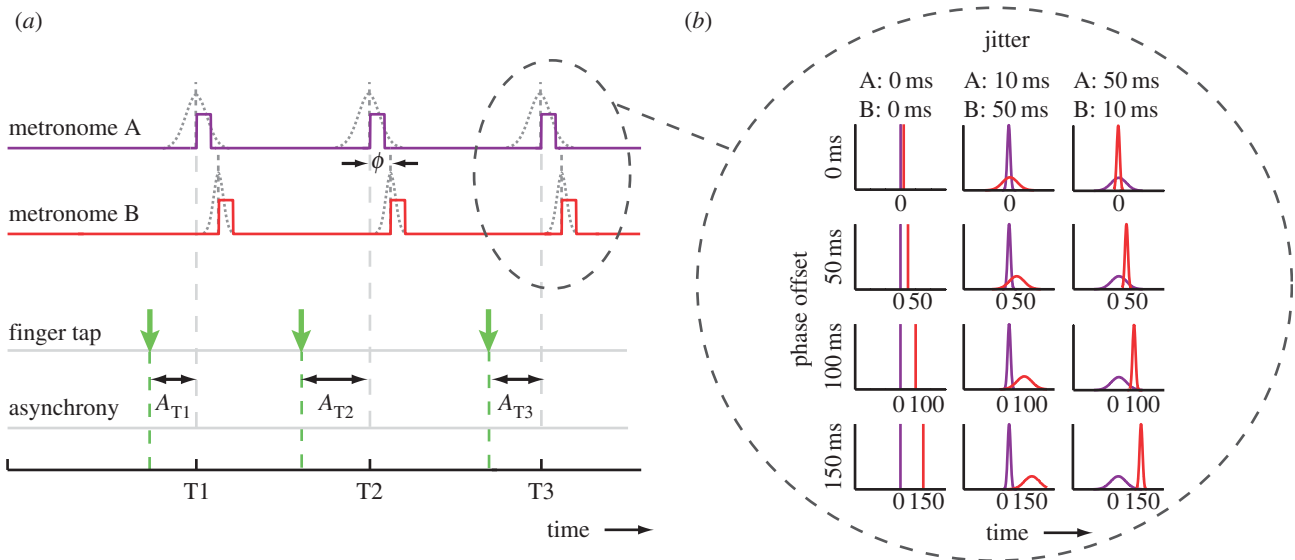 (a)
metronome A
ϕ
metronome B
finger tap
asynchrony
A_T1
A_T2
A_T3
T1
T2
T3
time
(b)
jitter
A: 0 ms
B: 0 ms
A: 10 ms
B: 50 ms
A: 50 ms
B: 10 ms
phase offset
0 ms
0
0
0
50 ms
0 50
0 50
0 50
100 ms
0 100
0 100
0 100
150 ms
0 150
0 150
0 150
time